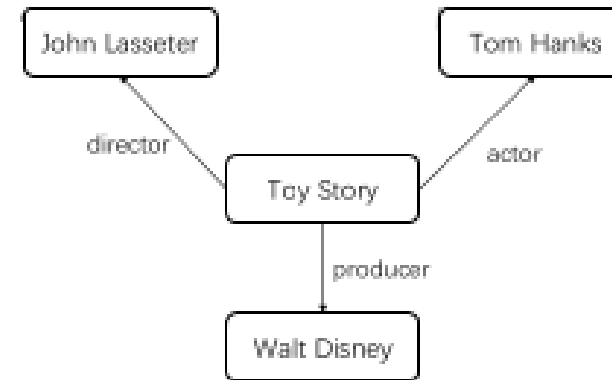 John Lasseter
Tom Hanks
director
actor
Toy Story
producer
Walt Disney